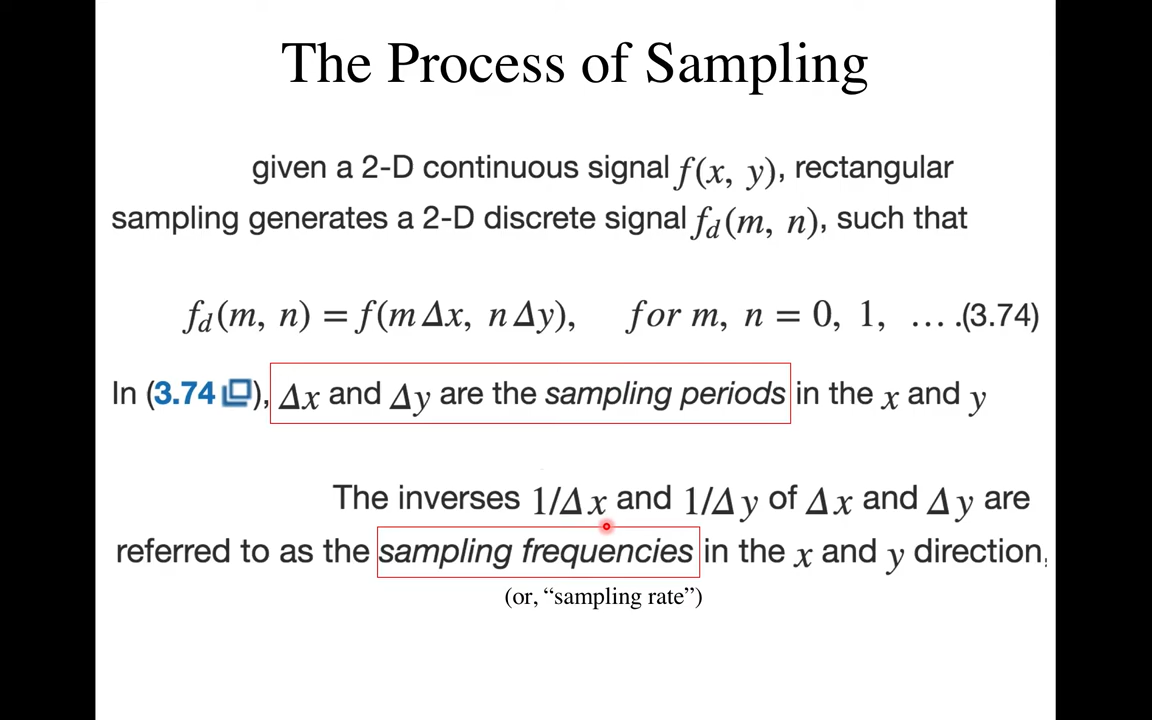 The Process of Sampling
given a 2-D continuous signal f(x, y), rectangular
sampling generates a 2-D discrete signal f_d(m, n), such that
f_d(m, n) = f(m Δx, n Δy), for m, n = 0, 1, … .(3.74)
In (3.74), Δx and Δy are the sampling periods in the x and y
The inverses 1/Δx and 1/Δy of Δx and Δy are
referred to as the sampling frequencies in the x and y direction,
(or, “sampling rate”)